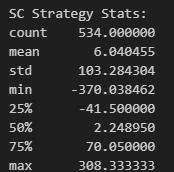 SC Strategy Stats:
count    534.000000
mean       6.040455
std      103.284304
min     -370.038462
25%      -41.500000
50%        2.248950
75%       70.050000
max      308.333333